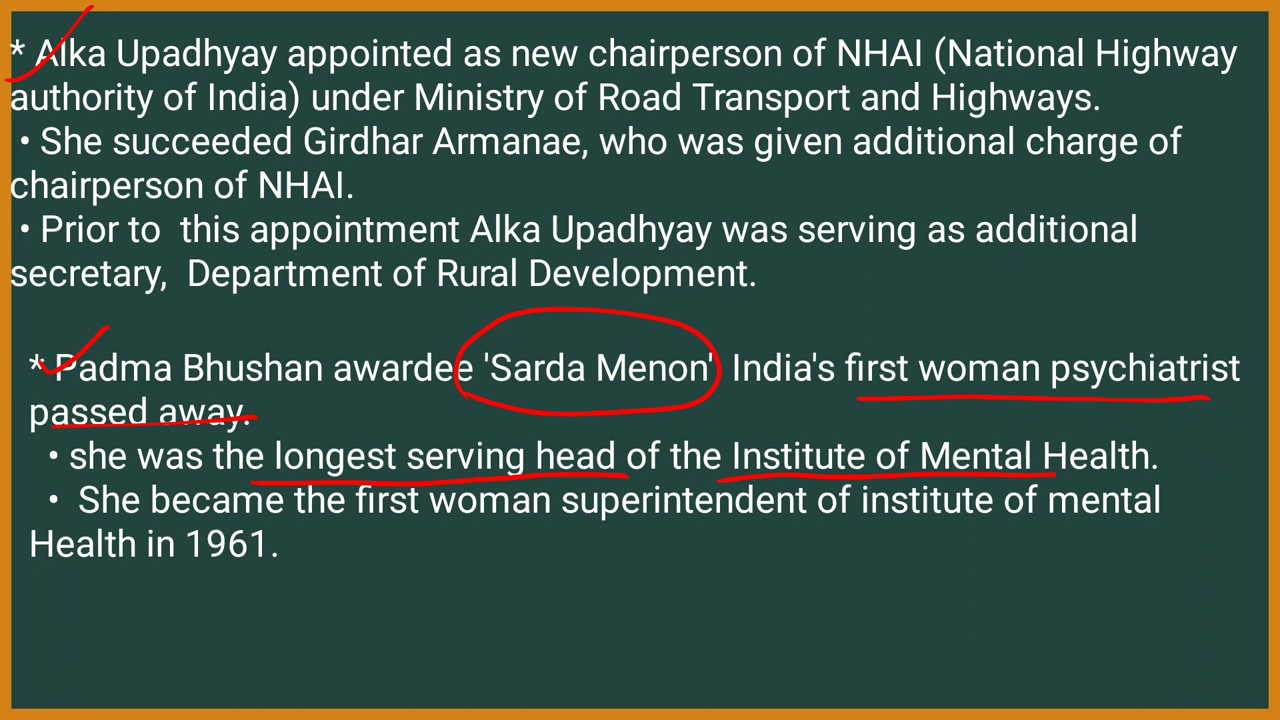 * Alka Upadhyay appointed as new chairperson of NHAI (National Highway
authority of India) under Ministry of Road Transport and Highways.
• She succeeded Girdhar Armanae, who was given additional charge of
chairperson of NHAI.
• Prior to this appointment Alka Upadhyay was serving as additional
secretary, Department of Rural Development.
* Padma Bhushan awardee 'Sarda Menon' India's first woman psychiatrist
passed away.
• she was the longest serving head of the Institute of Mental Health.
• She became the first woman superintendent of institute of mental
Health in 1961.